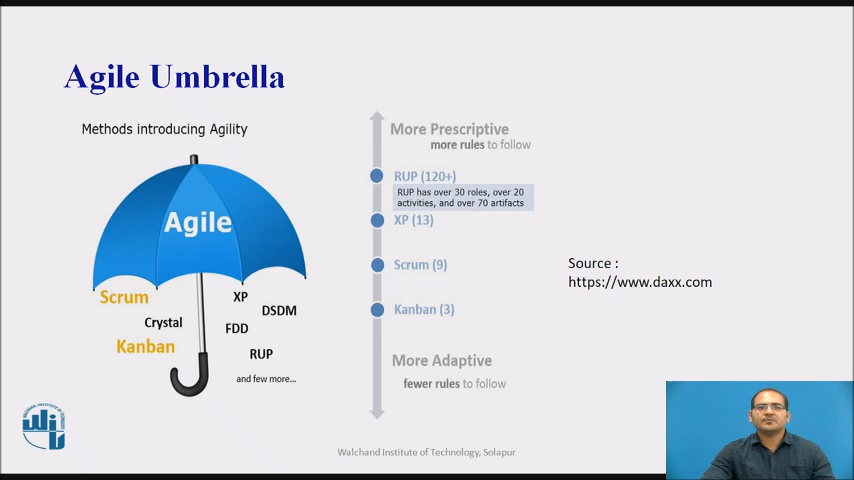 Agile Umbrella
Methods introducing Agility
Agile
Scrum
XP
DSDM
Crystal
FDD
Kanban
RUP
and few more...
More Prescriptive
more rules to follow
RUP (120+)
RUP has over 30 roles, over 20
activities, and over 70 artifacts
XP (13)
Scrum (9)
Kanban (3)
More Adaptive
fewer rules to follow
Source :
https://www.daxx.com
Walchand Institute of Technology, Solapur